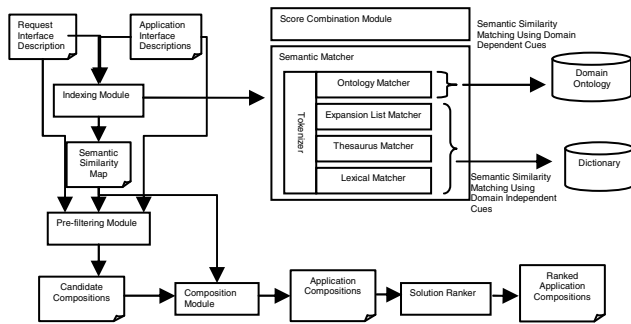 Request
Interface
Description
Application
Interface
Descriptions
Indexing Module
Semantic
Similarity
Map
Pre-filtering Module
Candidate
Compositions
Composition
Module
Application
Compositions
Solution Ranker
Ranked
Application
Compositions
Score Combination Module
Semantic Matcher
Tokenizer
Ontology Matcher
Expansion List Matcher
Thesaurus Matcher
Lexical Matcher
Semantic Similarity
Matching Using Domain
Dependent Cues
Domain
Ontology
Dictionary
Semantic Similarity
Matching Using
Domain Independent
Cues